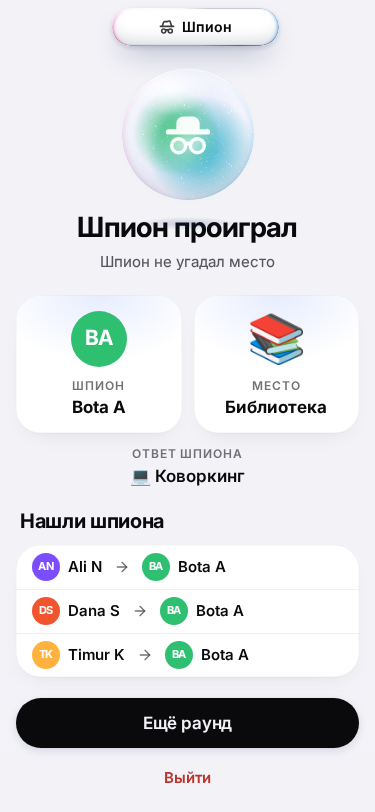 Шпион
Шпион проиграл
Шпион не угадал место
BA
ШПИОН
Bota A
МЕСТО
Библиотека
ОТВЕТ ШПИОНА
💻 Коворкинг
Нашли шпиона
AN Ali N → BA Bota A
DS Dana S → BA Bota A
TK Timur K → BA Bota A
Ещё раунд
Выйти